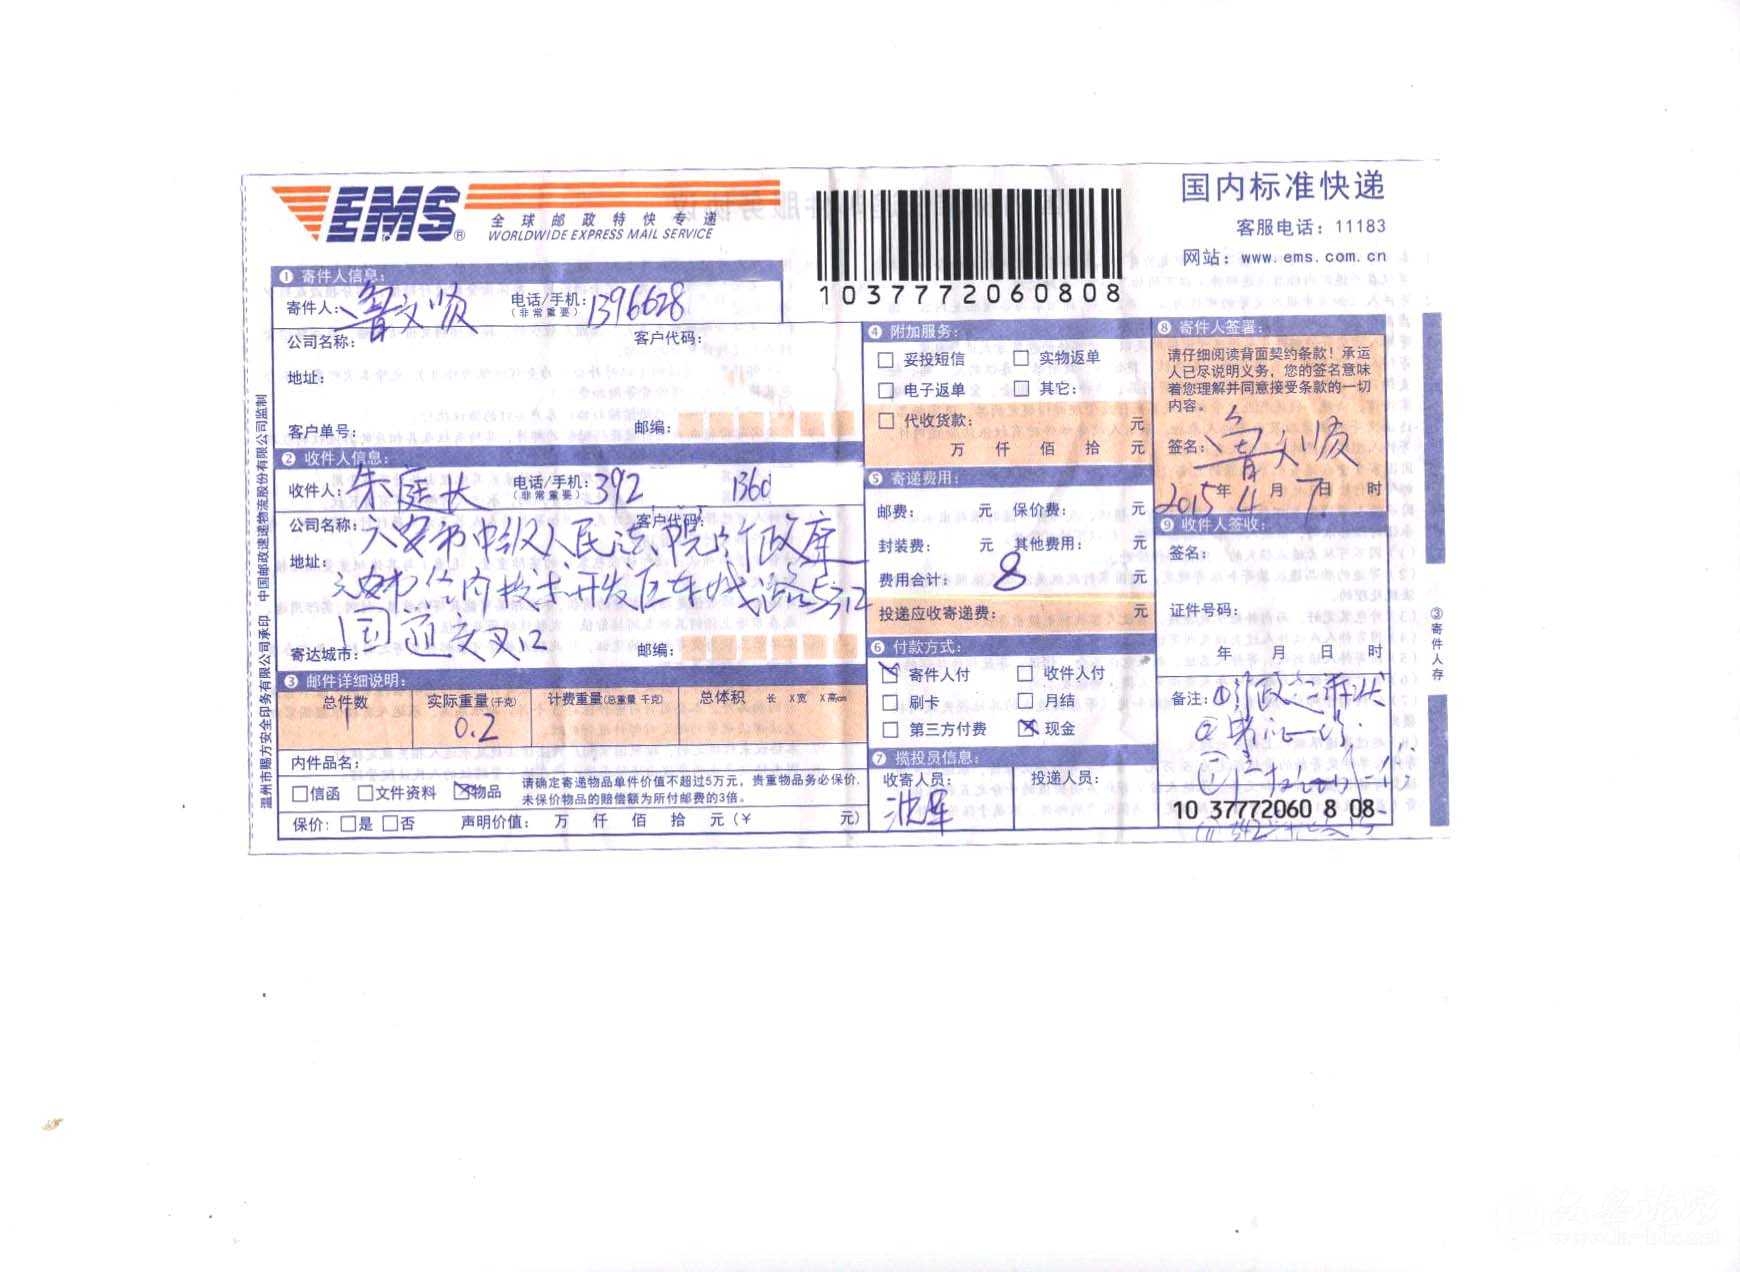 EMS®
全球邮政特快专递
WORLDWIDE EXPRESS MAIL SERVICE
1037772060808
国内标准快递
客服电话：11183
网站：www.ems.com.cn
❶ 寄件人信息：
寄件人：鲁文顺 电话/手机：1396628
（非常重要）
公司名称： 客户代码：
地址：
客户单号： 邮编：
❷ 收件人信息：
收件人：朱庭长 电话/手机：392 1360
（非常重要）
公司名称： 客户代码：
六安市中级人民法院行政庭
地址：
六安市经济技术开发区东城路与312
国道交叉口
寄达城市： 邮编：
❸ 邮件详细说明：
总件数 实际重量(千克) 计费重量(总重量 千克) 总体积 长 X宽 X高cm
1 0.2
内件品名：
信函 文件资料 物品
请确定寄递物品单件价值不超过5万元，贵重物品务必保价，
未保价物品的赔偿额为所付邮费的3倍。
保价： 是 否 声明价值： 万 仟 佰 拾 元（¥ 元）
❹ 附加服务：
妥投短信 实物返单
电子返单 其它：
代收货款： 元
万 仟 佰 拾 元
❺ 寄递费用：
邮费： 元 保价费： 元
封装费： 元 其他费用： 元
费用合计： 8 元
投递应收寄递费： 元
❻ 付款方式：
寄件人付 收件人付
刷卡 月结
第三方付费 现金
❼ 揽投员信息：
收寄人员： 投递人员：
❽ 寄件人签署：
请仔细阅读背面契约条款！承运
人已尽说明义务，您的签名意味
着您理解并同意接受条款的一切
内容。
签名：鲁文顺
2015年4月7日 时
❾ 收件人签收：
签名：
证件号码：
年 月 日 时
备注：①行政起诉状
②
10 37772060 8 08
③寄件人存
温州市赐方安全印务有限公司承印 中国邮政速递物流股份有限公司监制